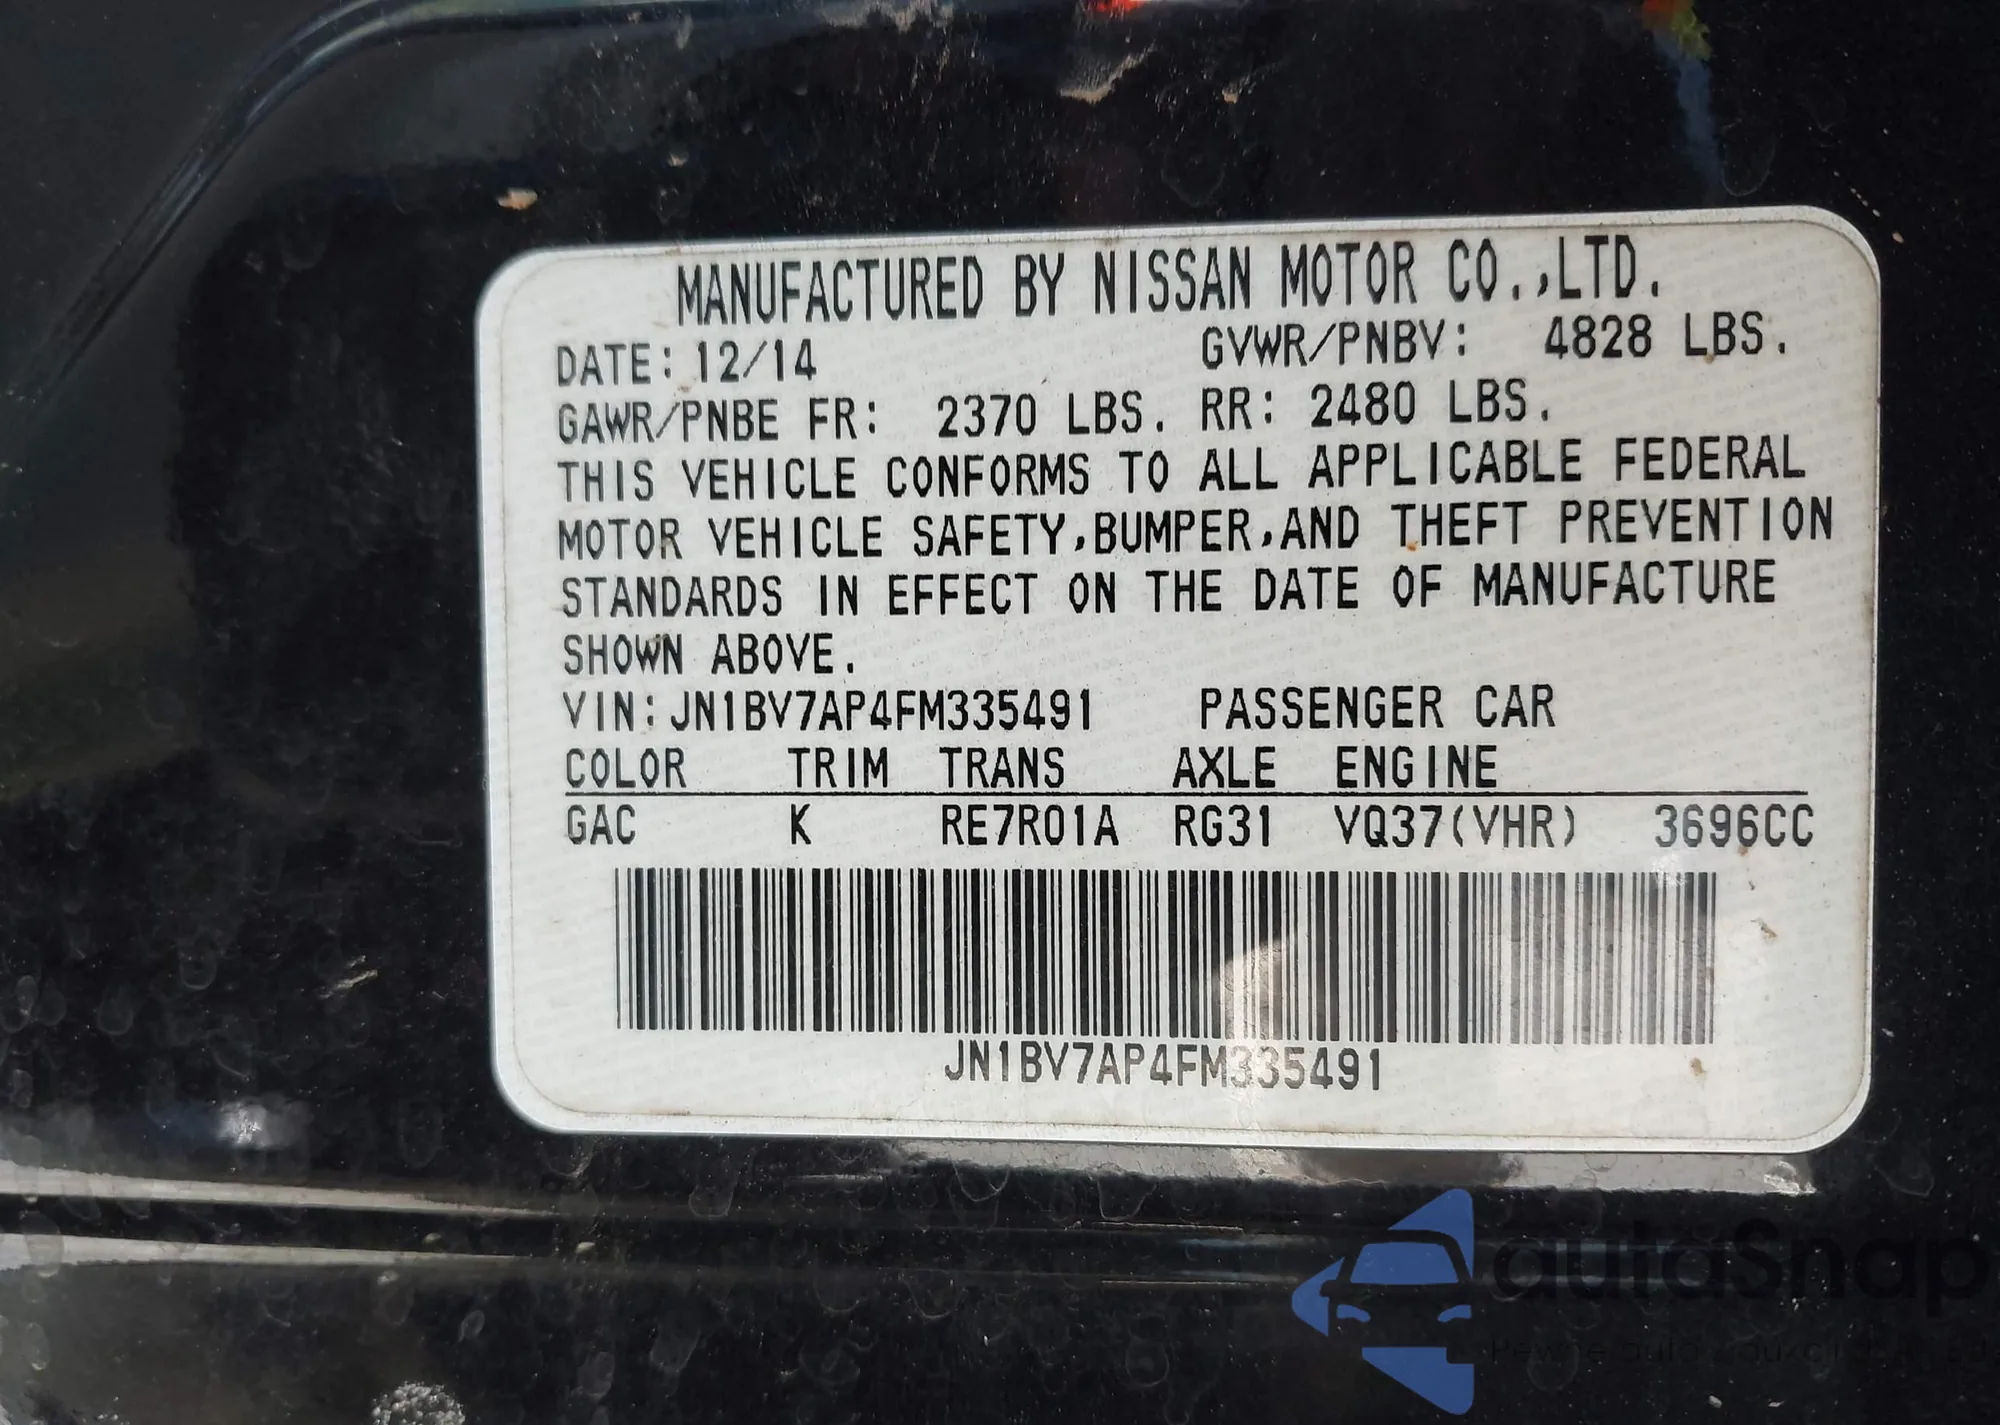 MANUFACTURED BY NISSAN MOTOR CO.,LTD.
DATE: 12/14 GVWR/PNBV: 4828 LBS.
GAWR/PNBE FR: 2370 LBS. RR: 2480 LBS.
THIS VEHICLE CONFORMS TO ALL APPLICABLE FEDERAL
MOTOR VEHICLE SAFETY,BUMPER,AND THEFT PREVENTION
STANDARDS IN EFFECT ON THE DATE OF MANUFACTURE
SHOWN ABOVE.
VIN:JN1BV7AP4FM335491 PASSENGER CAR
COLOR TRIM TRANS AXLE ENGINE
GAC K RE7R01A RG31 VQ37(VHR) 3696CC
JN1BV7AP4FM335491
autoSnap